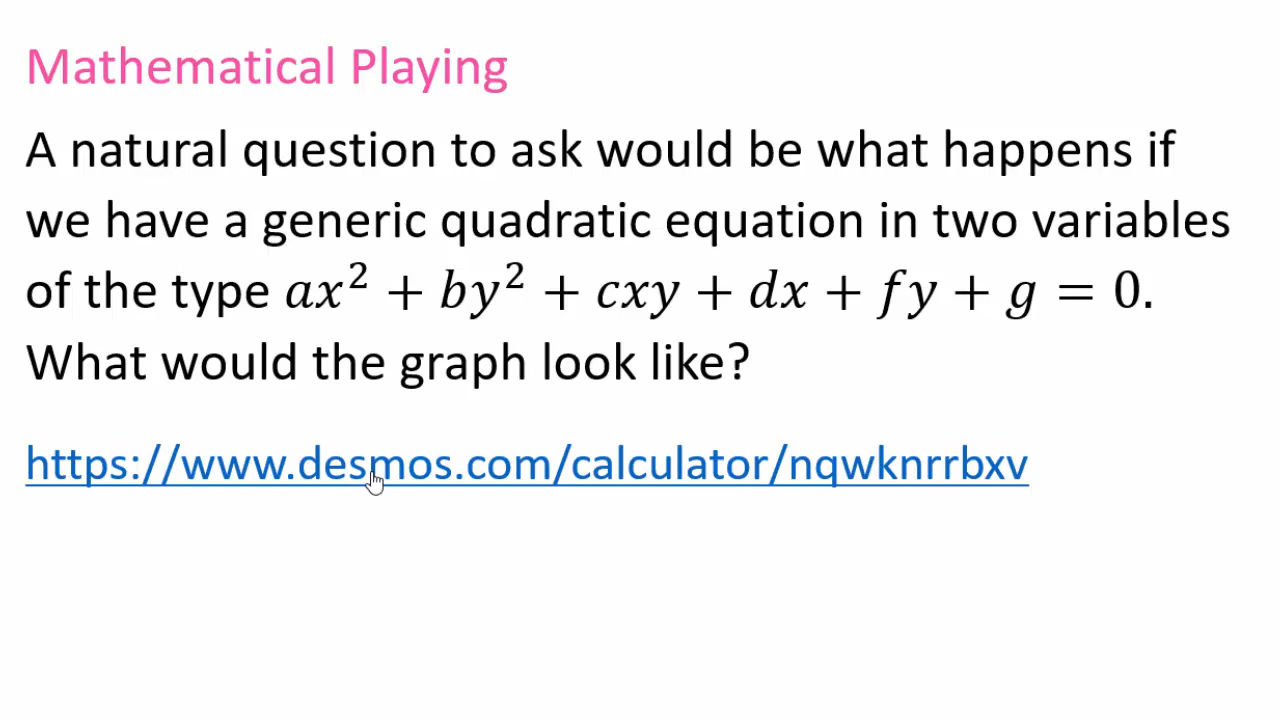 Mathematical Playing
A natural question to ask would be what happens if
we have a generic quadratic equation in two variables
of the type 𝑎𝑥² + 𝑏𝑦² + 𝑐𝑥𝑦 + 𝑑𝑥 + 𝑓𝑦 + 𝑔 = 0.
What would the graph look like?
https://www.desmos.com/calculator/nqwknrrbxv